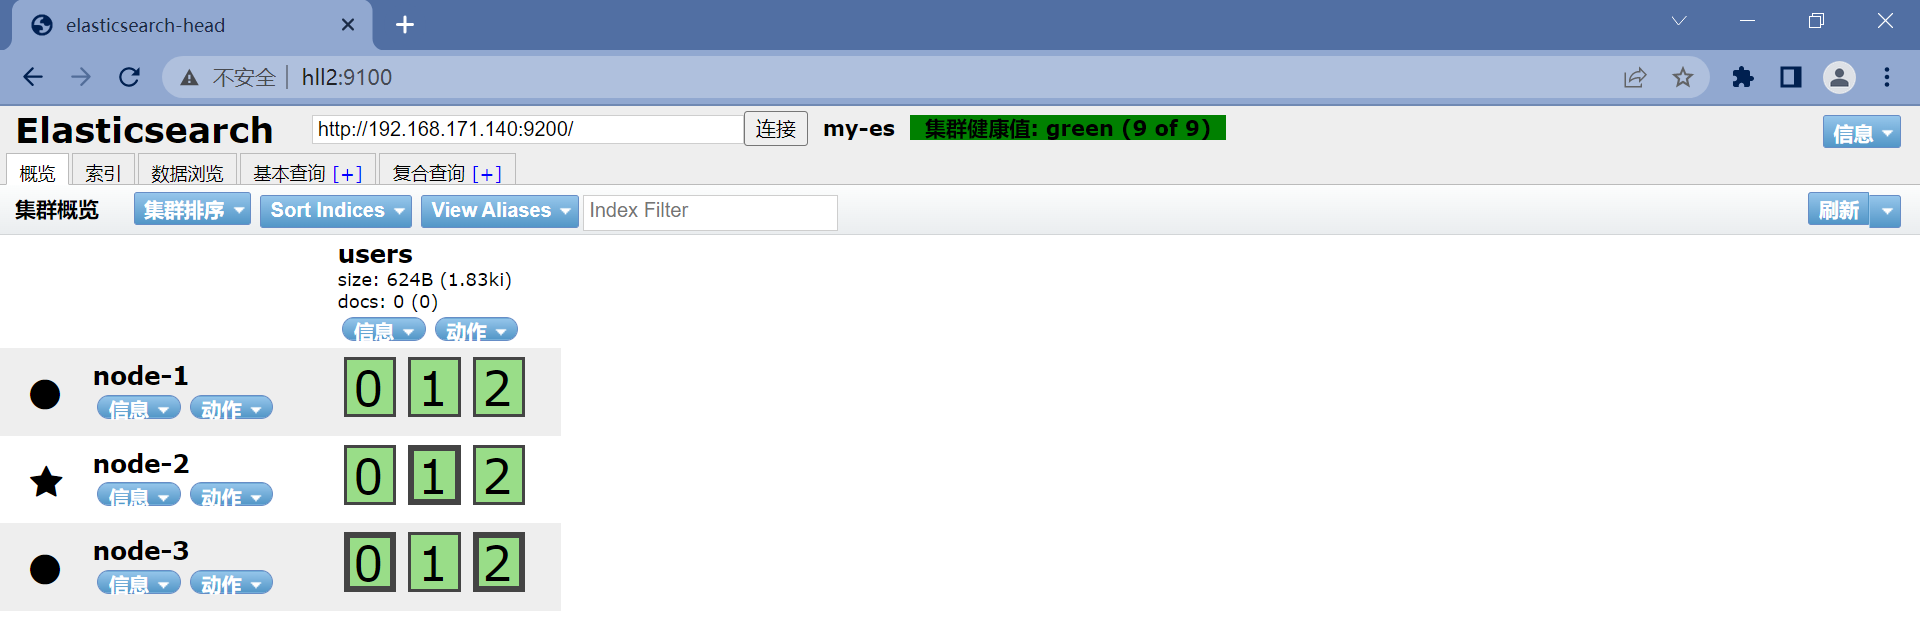 elasticsearch-head
不安全 | hll2:9100
Elasticsearch http://192.168.171.140:9200/ 连接 my-es 集群健康值: green (9 of 9) 信息
概览 索引 数据浏览 基本查询 [+] 复合查询 [+]
集群概览 集群排序 Sort Indices View Aliases Index Filter 刷新
users
size: 624B (1.83ki)
docs: 0 (0)
信息 动作
node-1 0 1 2
信息 动作
node-2 0 1 2
信息 动作
node-3 0 1 2
信息 动作